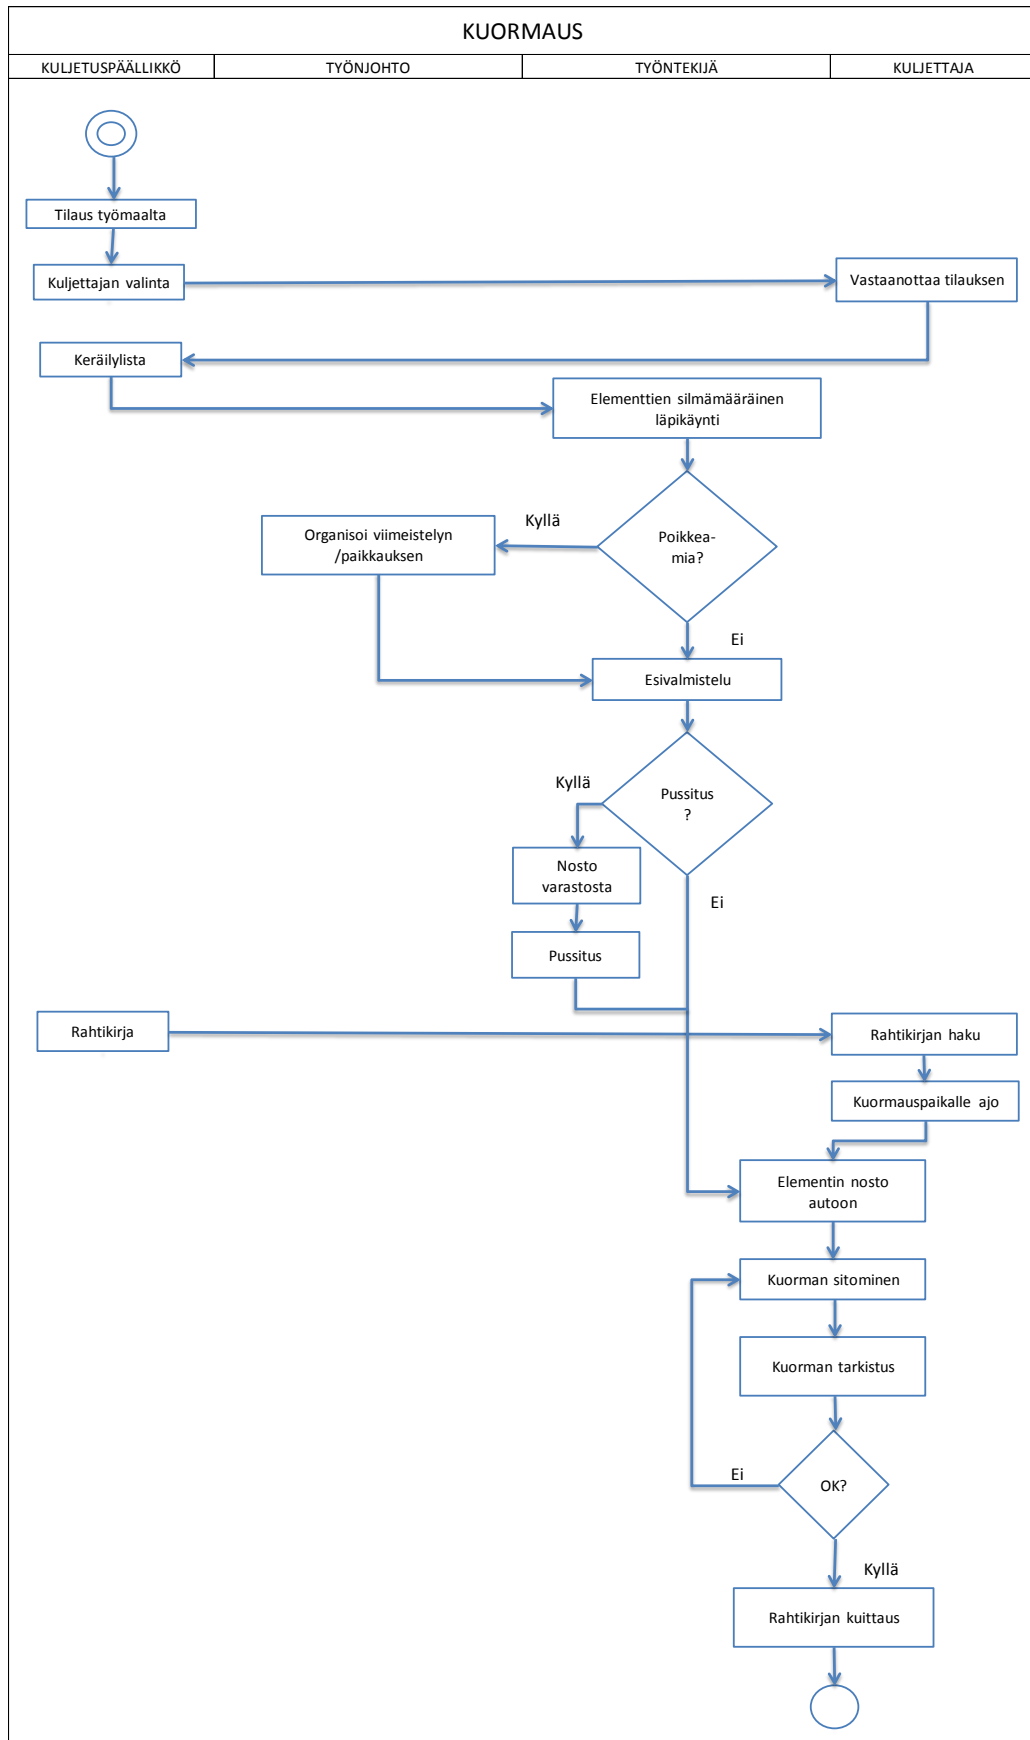 KUORMAUS
KULJETUSPÄÄLLIKKÖ
TYÖNJOHTO
TYÖNTEKIJÄ
KULJETTAJA
Tilaus työmaalta
Kuljettajan valinta
Vastaanottaa tilauksen
Keräilylista
Elementtien silmämääräinen
läpikäynti
Kyllä
Organisoi viimeistelyn
/paikkauksen
Poikkea-
mia?
Ei
Esivalmistelu
Kyllä
Pussitus
?
Nosto
varastosta
Ei
Pussitus
Rahtikirja
Rahtikirjan haku
Kuormauspaikalle ajo
Elementin nosto
autoon
Kuorman sitominen
Kuorman tarkistus
Ei
OK?
Kyllä
Rahtikirjan kuittaus